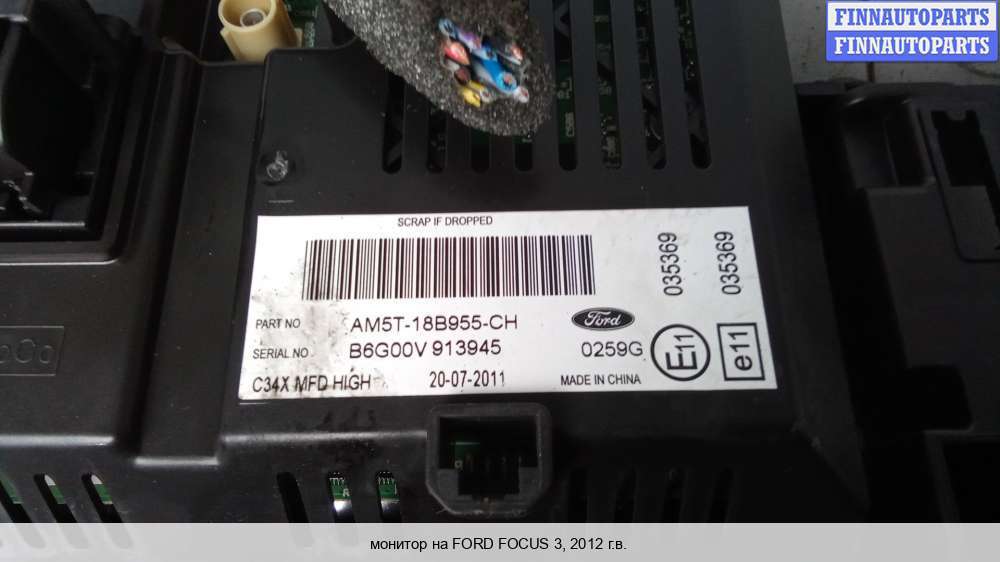 FINNAUTOPARTS
FINNAUTOPARTS
SCRAP IF DROPPED
PART NO AM5T-18B955-CH Ford
SERIAL NO B6G00V 913945 0259G
C34X MFD HIGH 20-07-2011 MADE IN CHINA
035369
035369
E11
e11
монитор на FORD FOCUS 3, 2012 г.в.